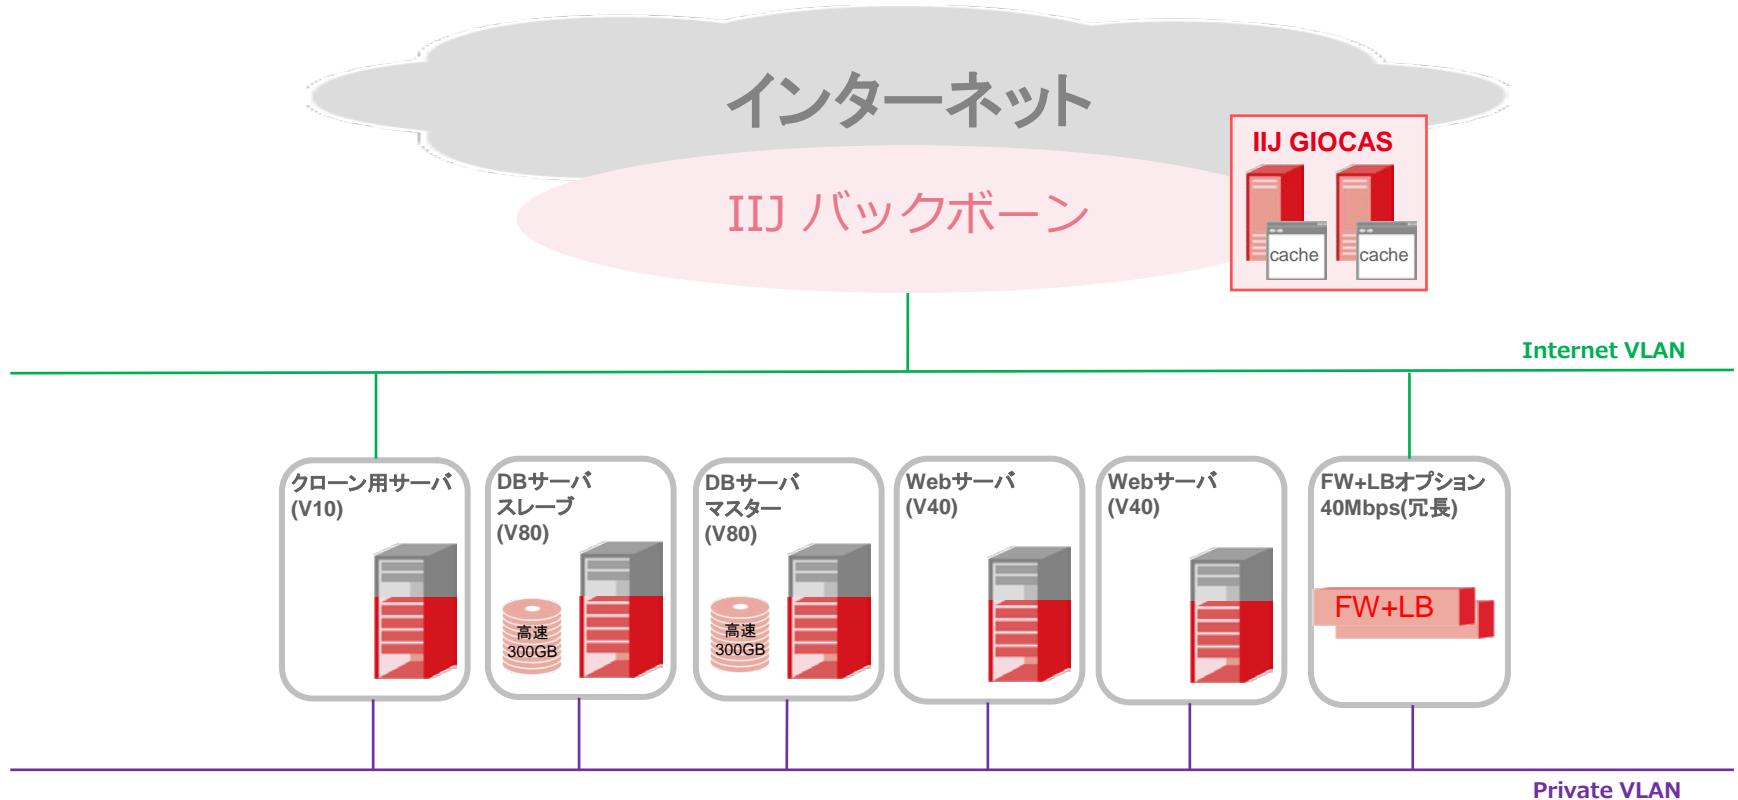 インターネット
IIJ GIOCAS
cache
cache
IIJ バックボーン
Internet VLAN
クローン用サーバ
(V10)
DBサーバ
スレーブ
(V80)
高速
300GB
DBサーバ
マスター
(V80)
高速
300GB
Webサーバ
(V40)
Webサーバ
(V40)
FW+LBオプション
40Mbps(冗長)
FW+LB
Private VLAN